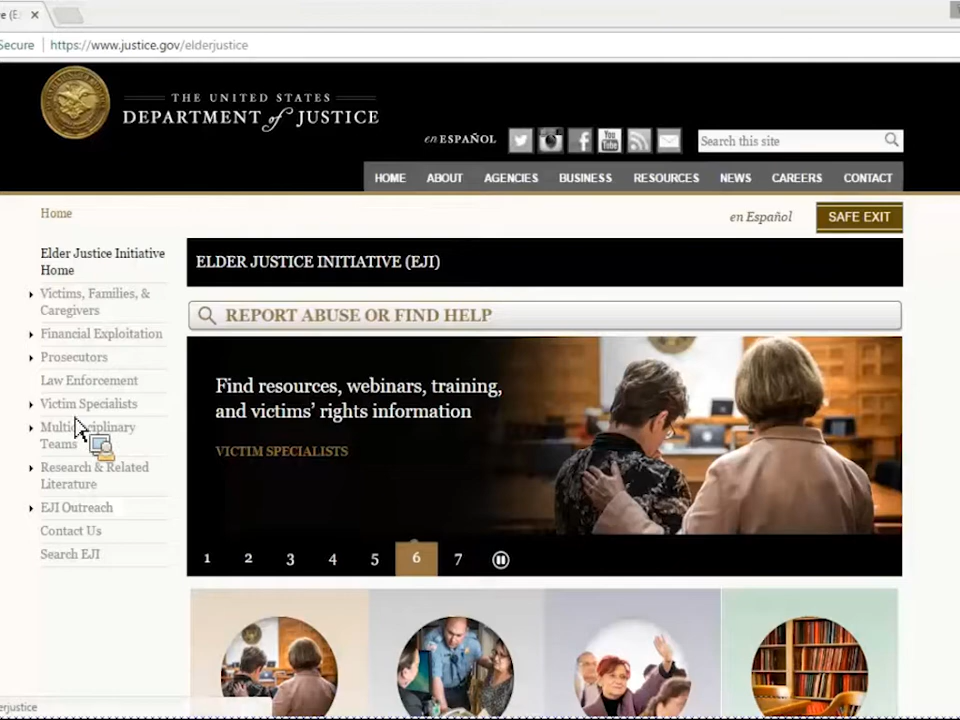 e (E
Secure | https://www.justice.gov/elderjustice
THE UNITED STATES
DEPARTMENT of JUSTICE
en ESPAÑOL
You
Tube
Search this site
HOME ABOUT AGENCIES BUSINESS RESOURCES NEWS CAREERS CONTACT
Home
en Español
SAFE EXIT
Elder Justice Initiative
Home
Victims, Families, &
Caregivers
Financial Exploitation
Prosecutors
Law Enforcement
Victim Specialists
Multidisciplinary
Teams
Research & Related
Literature
EJI Outreach
Contact Us
Search EJI
ELDER JUSTICE INITIATIVE (EJI)
REPORT ABUSE OR FIND HELP
Find resources, webinars, training,
and victims’ rights information
VICTIM SPECIALISTS
1 2 3 4 5 6 7
erjustice